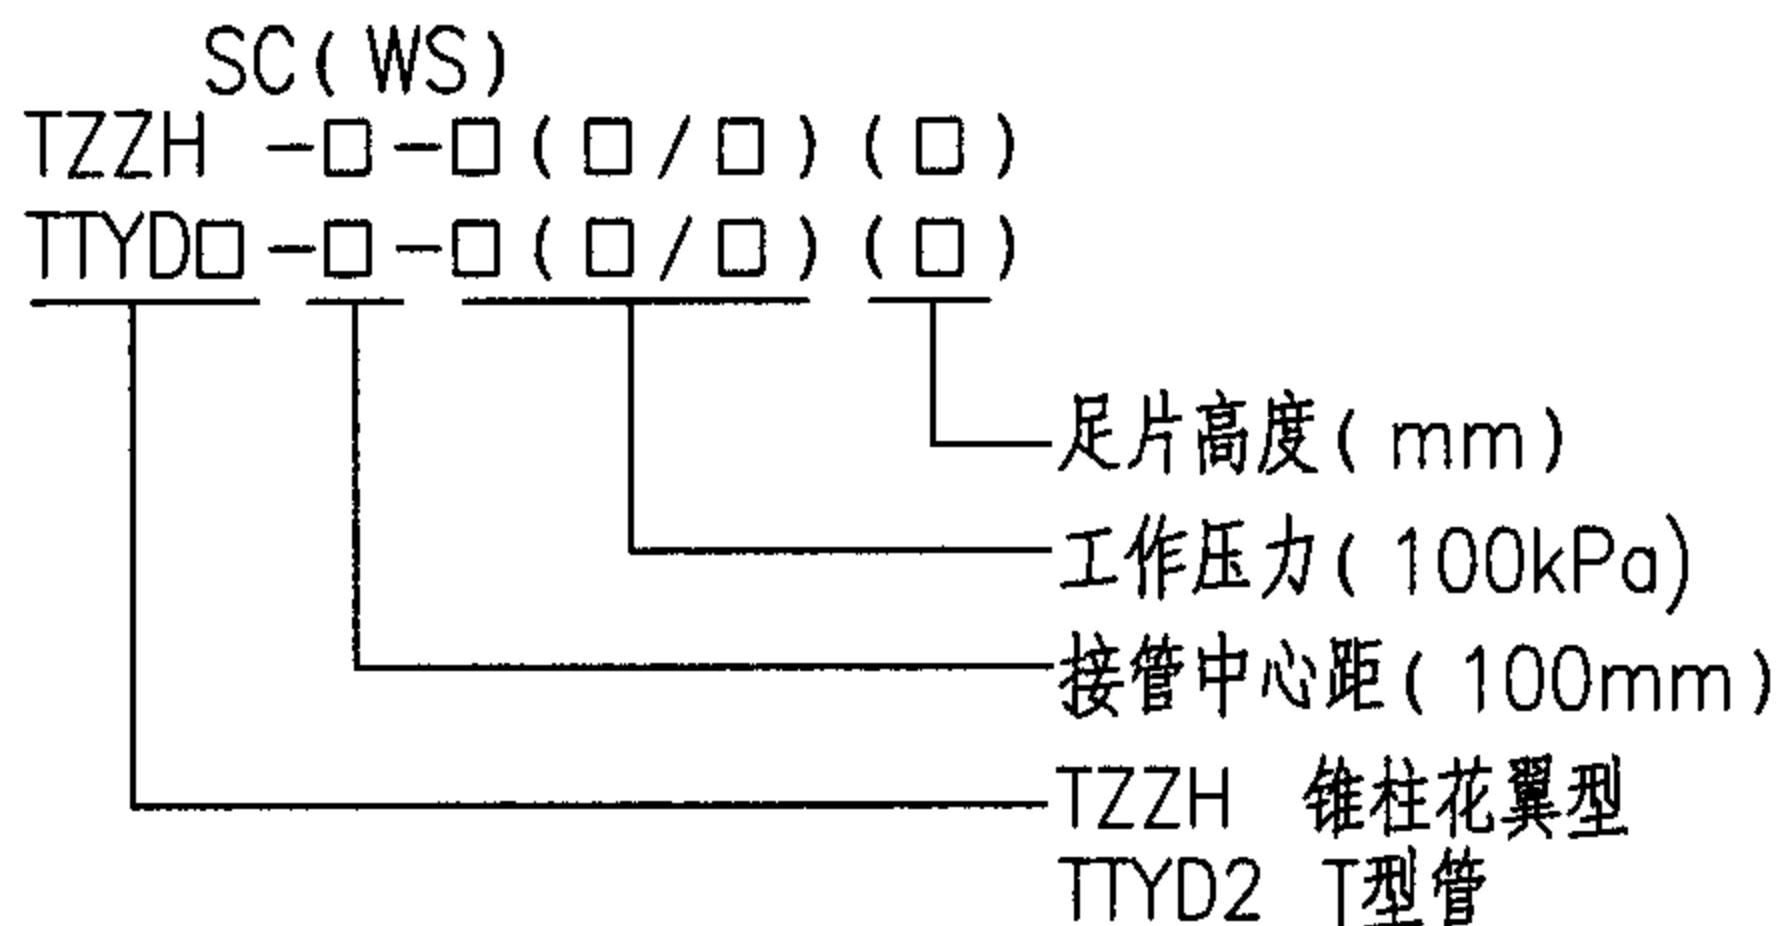 SC(WS)
TZZH -□-□(□/□)(□)
TTYD□-□-□(□/□)(□)
足片高度(mm)
工作压力(100kPa)
接管中心距(100mm)
TZZH 锥柱花翼型
TTYD2 T型管